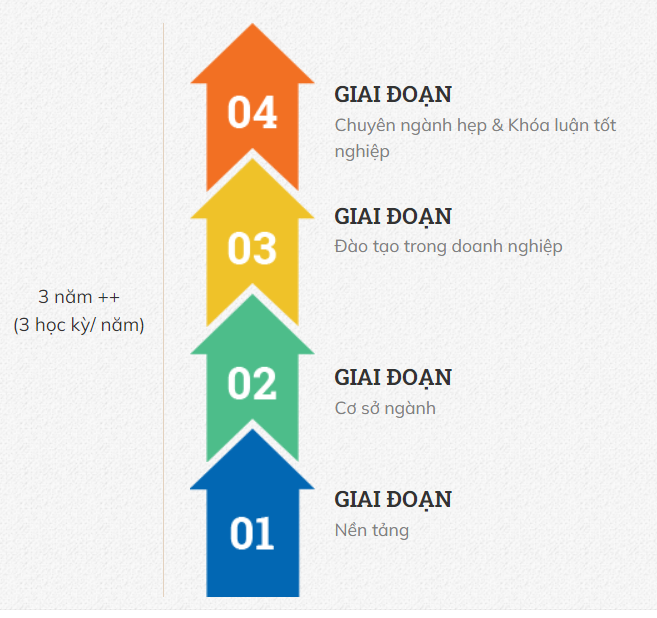 3 năm ++
(3 học kỳ/ năm)
04
GIAI ĐOẠN
Chuyên ngành hẹp & Khóa luận tốt
nghiệp
03
GIAI ĐOẠN
Đào tạo trong doanh nghiệp
02
GIAI ĐOẠN
Cơ sở ngành
01
GIAI ĐOẠN
Nền tảng